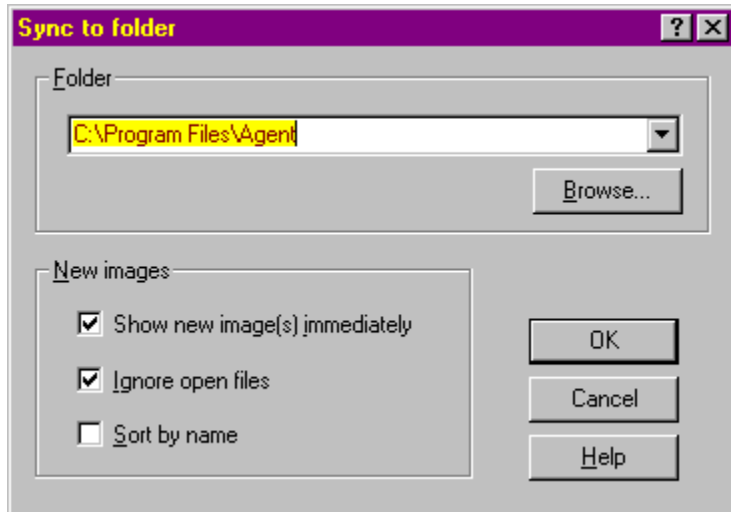 Sync to folder
Folder
C:\Program Files\Agent
Browse...
New images
Show new image(s) immediately
Ignore open files
Sort by name
OK
Cancel
Help